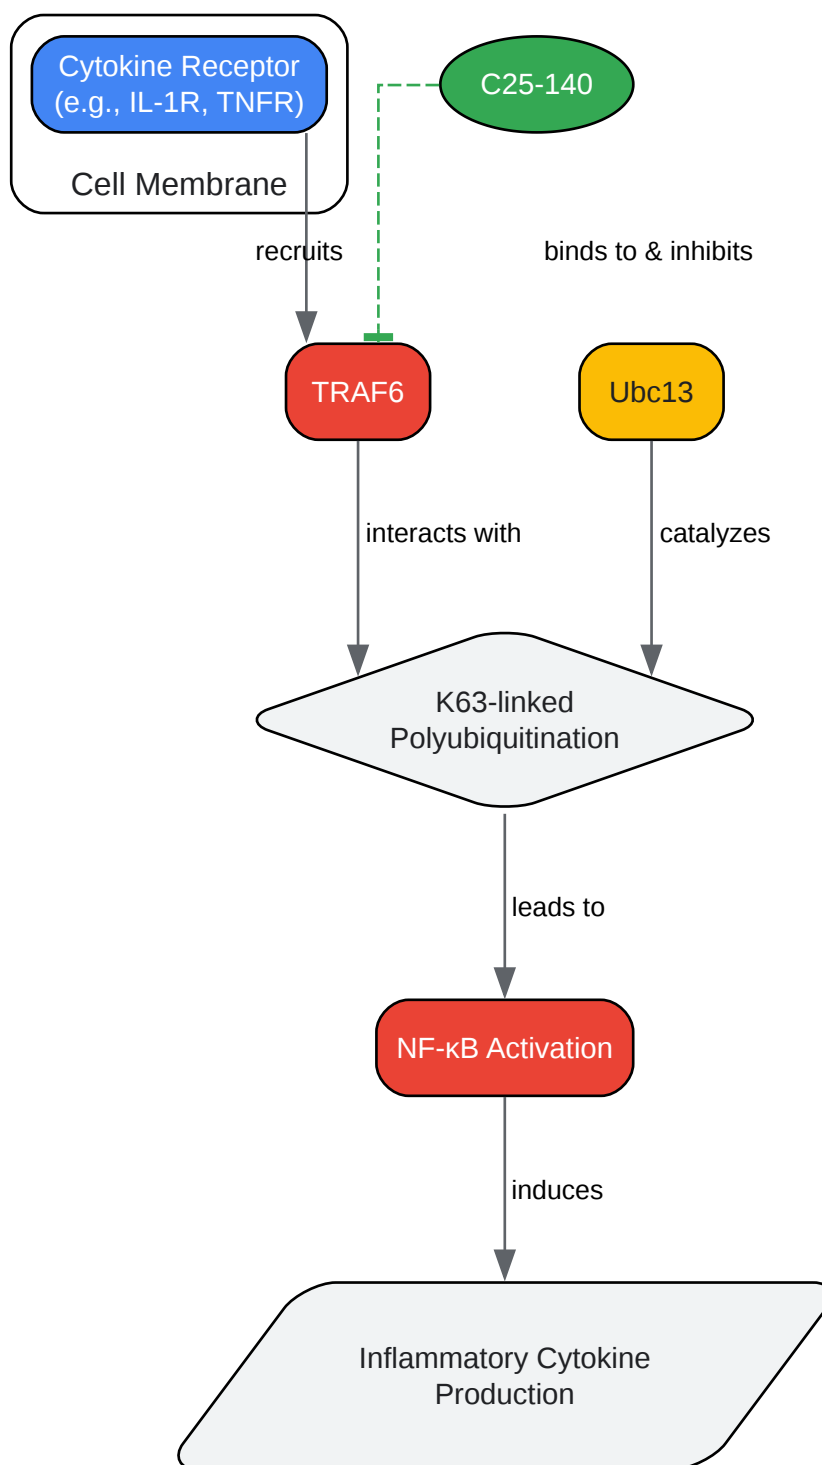 Cytokine Receptor
(e.g., IL-1R, TNFR)
C25-140
Cell Membrane
recruits
binds to & inhibits
TRAF6
Ubc13
interacts with
catalyzes
K63-linked
Polyubiquitination
leads to
NF-κB Activation
induces
Inflammatory Cytokine
Production